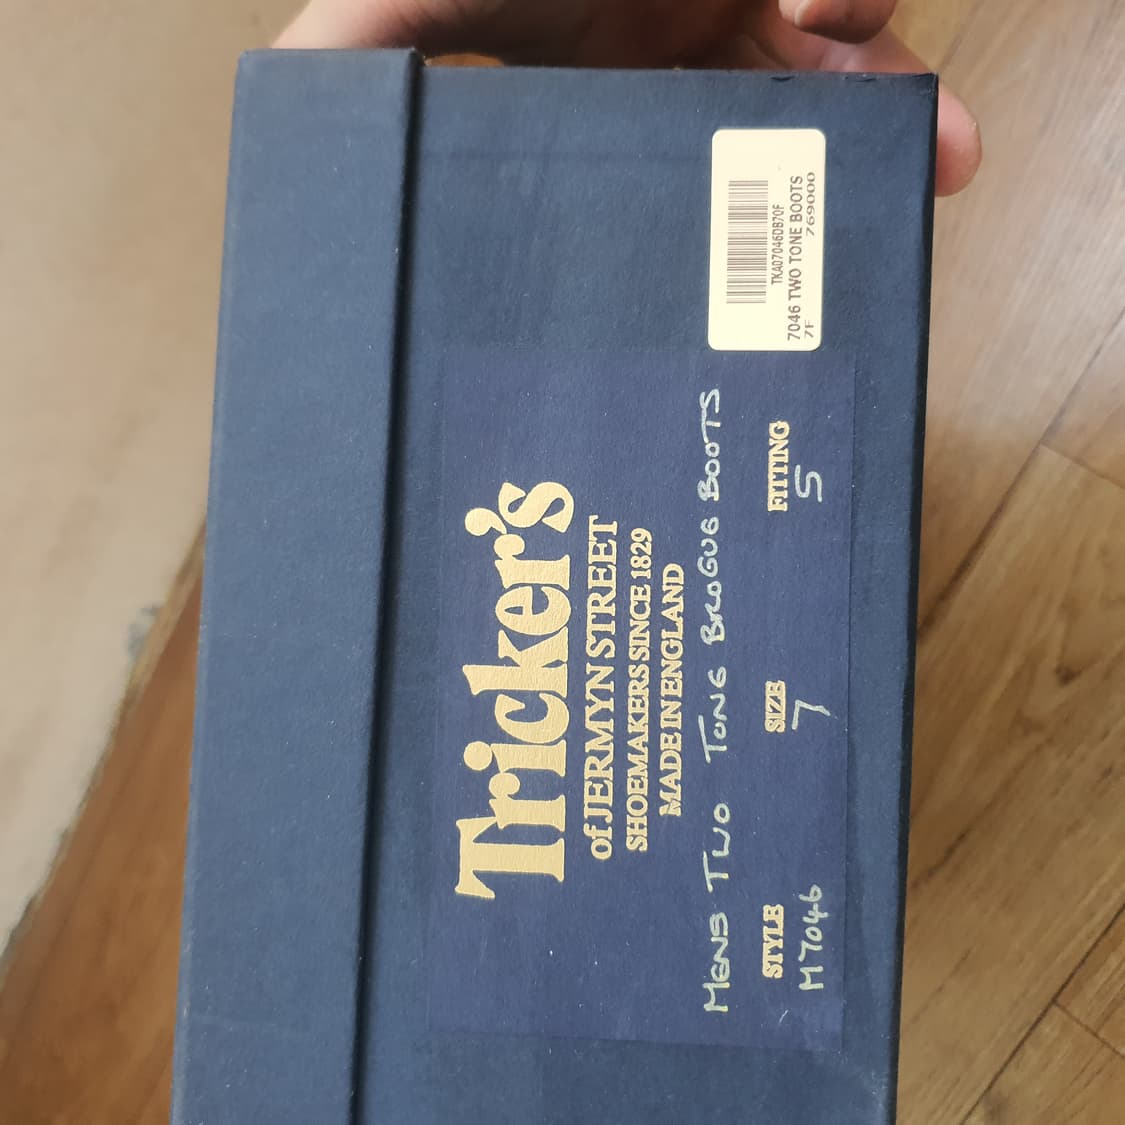 TKA07046DB70F
7046 TWO TONE BOOTS
7F 769000
Tricker's
of JERMYN STREET
SHOEMAKERS SINCE 1829
MADE IN ENGLAND
MENS TWO TONE BROGUE BOOTS
STYLE SIZE FITTING
M7046 7 5